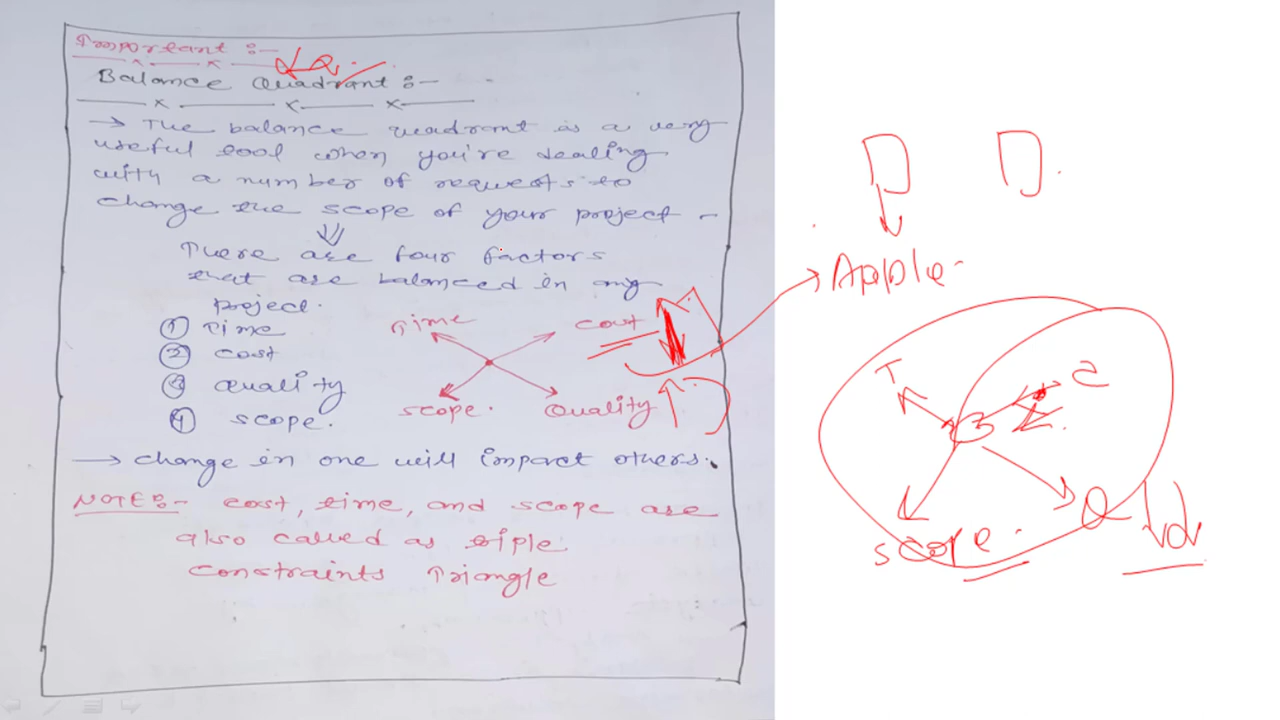 Important :-
Balance Quadrant :-
→ The balance quadrant is a very
useful tool when you're dealing
with a number of requests to
change the scope of your project -
There are four factors
that are balanced in any
project.
① Time
② cost
③ Quality
④ scope.
Time
cost
scope.
Quality
→ change in one will impact others.
NOTE:- cost, time, and scope are
also called as triple
constraints Triangle
Apple
T
C
Q
scope.